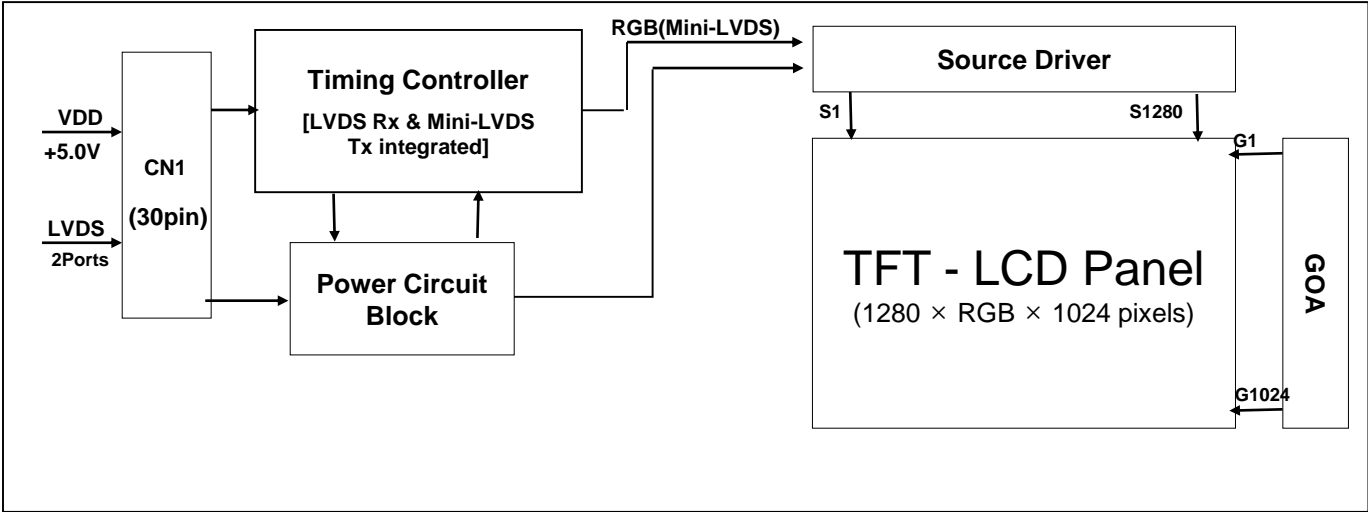 VDD
+5.0V
LVDS
2Ports
CN1
(30pin)
Timing Controller
[LVDS Rx & Mini-LVDS
Tx integrated]
Power Circuit
Block
RGB(Mini-LVDS)
Source Driver
S1
S1280
G1
TFT - LCD Panel
(1280 × RGB × 1024 pixels)
GOA
G1024